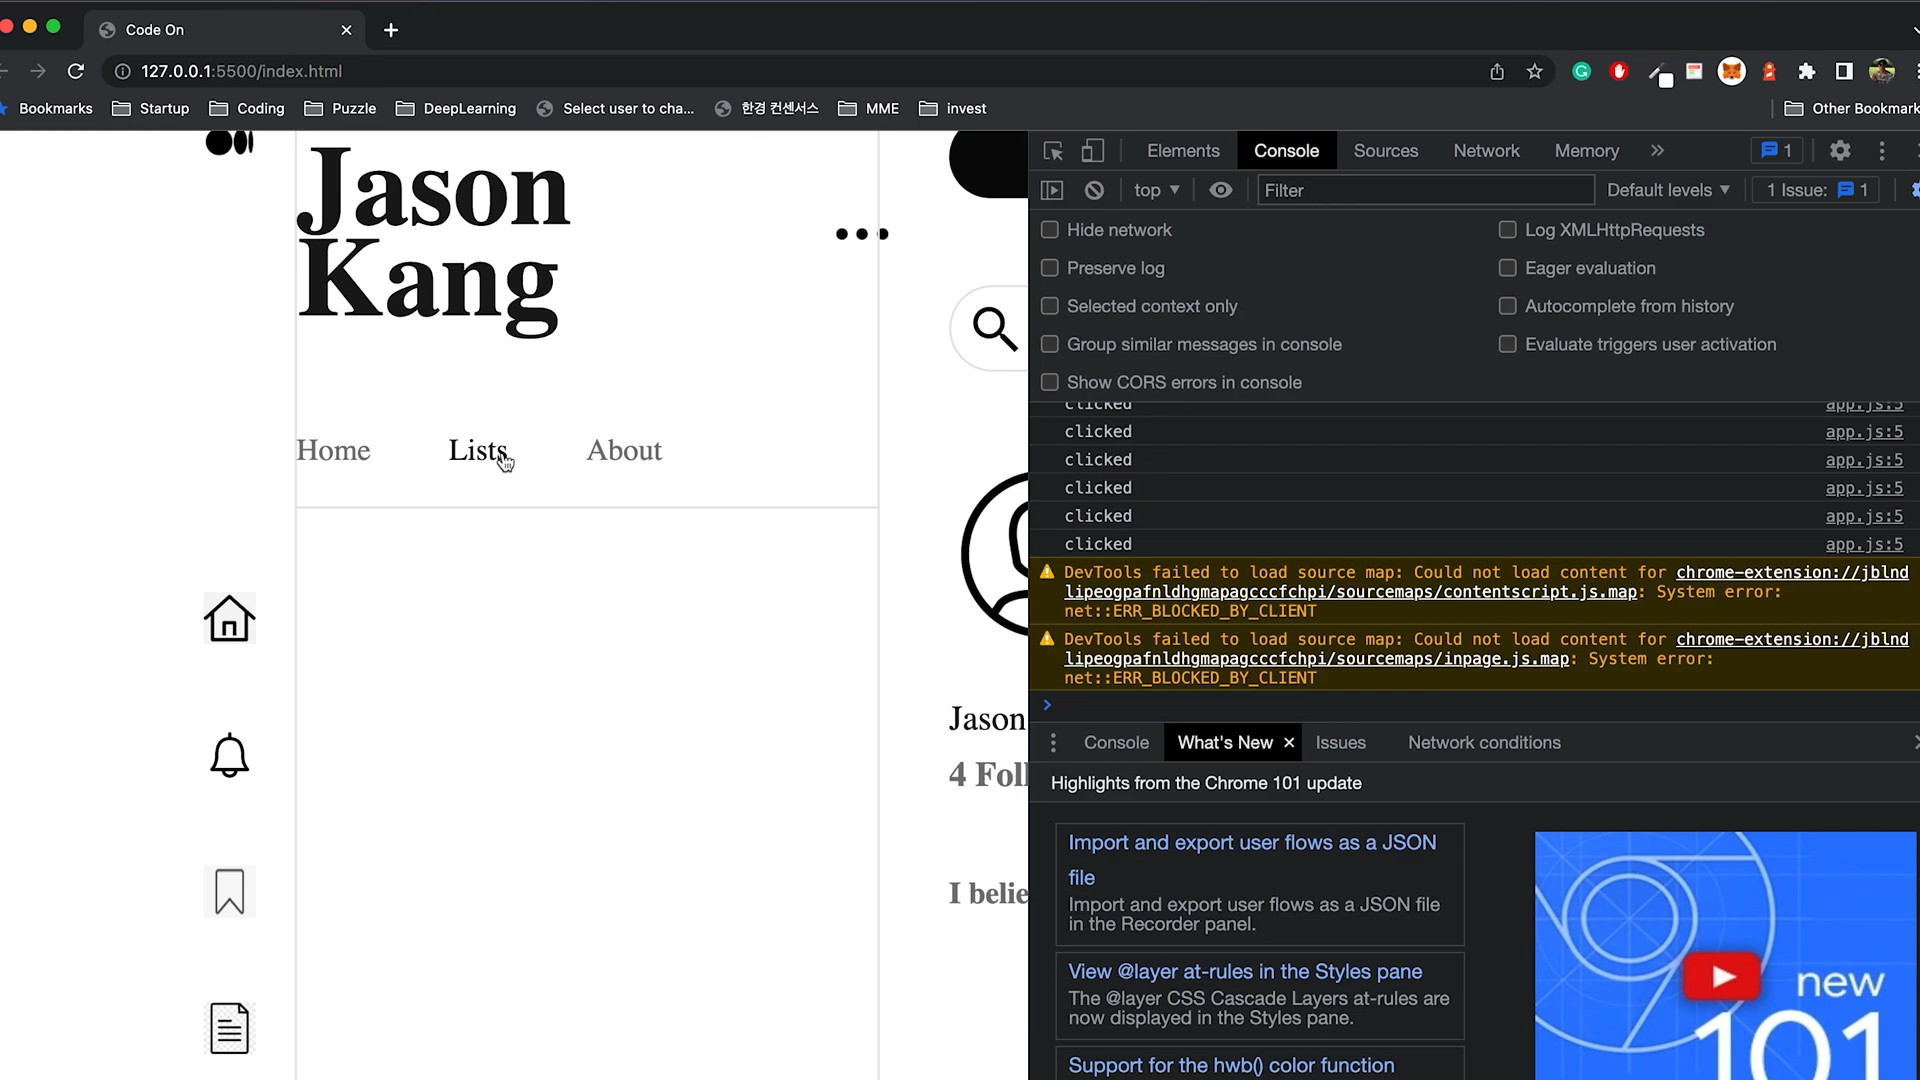 Code On
127.0.0.1:5500/index.html
Bookmarks Startup Coding Puzzle DeepLearning Select user to cha... 한경 컨센서스 MME invest Other Bookmark
Jason
Kang
Home Lists About
Jason
4 Foll
I belie
Elements Console Sources Network Memory 1
top Filter Default levels 1 Issue: 1
Hide network Log XMLHttpRequests
Preserve log Eager evaluation
Selected context only Autocomplete from history
Group similar messages in console Evaluate triggers user activation
Show CORS errors in console
clicked app.js:5
clicked app.js:5
clicked app.js:5
clicked app.js:5
clicked app.js:5
clicked app.js:5
DevTools failed to load source map: Could not load content for chrome-extension://jblnd
lipeogpafnldhgmapagcccfchpi/sourcemaps/contentscript.js.map: System error:
net::ERR_BLOCKED_BY_CLIENT
DevTools failed to load source map: Could not load content for chrome-extension://jblnd
lipeogpafnldhgmapagcccfchpi/sourcemaps/inpage.js.map: System error:
net::ERR_BLOCKED_BY_CLIENT
Console What's New Issues Network conditions
Highlights from the Chrome 101 update
Import and export user flows as a JSON
file
Import and export user flows as a JSON file
in the Recorder panel.
View @layer at-rules in the Styles pane
The @layer CSS Cascade Layers at-rules are
now displayed in the Styles pane.
Support for the hwb() color function
new
101